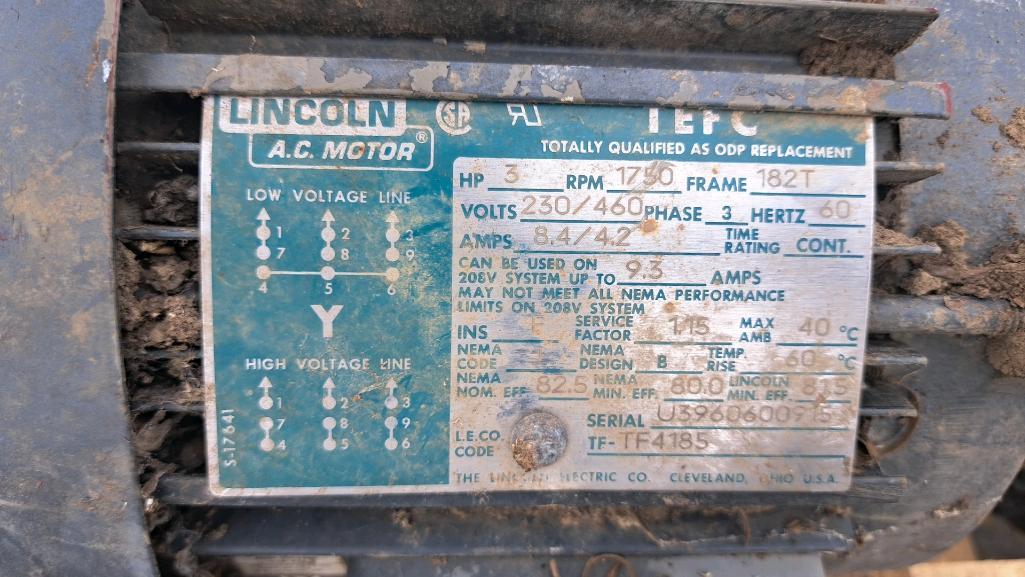 LINCOLN ® TEFC
A.C. MOTOR TOTALLY QUALIFIED AS ODP REPLACEMENT
LOW VOLTAGE LINE
1 2 3
7 8 9
4 5 6
Y
HIGH VOLTAGE LINE
1 2 3
7 8 9
4 5 6
S-17641
HP 3 RPM 1750 FRAME 182T
VOLTS 230/460 PHASE 3 HERTZ 60
AMPS 8.4/4.2 TIME RATING CONT.
CAN BE USED ON
208V SYSTEM UP TO 9.3 AMPS
MAY NOT MEET ALL NEMA PERFORMANCE
LIMITS ON 208V SYSTEM
INS SERVICE FACTOR 1.15 MAX AMB 40 °C
NEMA CODE NEMA DESIGN B TEMP. RISE 60 °C
NEMA NOM. EFF. 82.5 NEMA MIN. EFF. 80.0 LINCOLN MIN. EFF.
SERIAL
L.E.CO. CODE TF-TF4185
THE LINCOLN ELECTRIC CO. CLEVELAND, OHIO U.S.A.